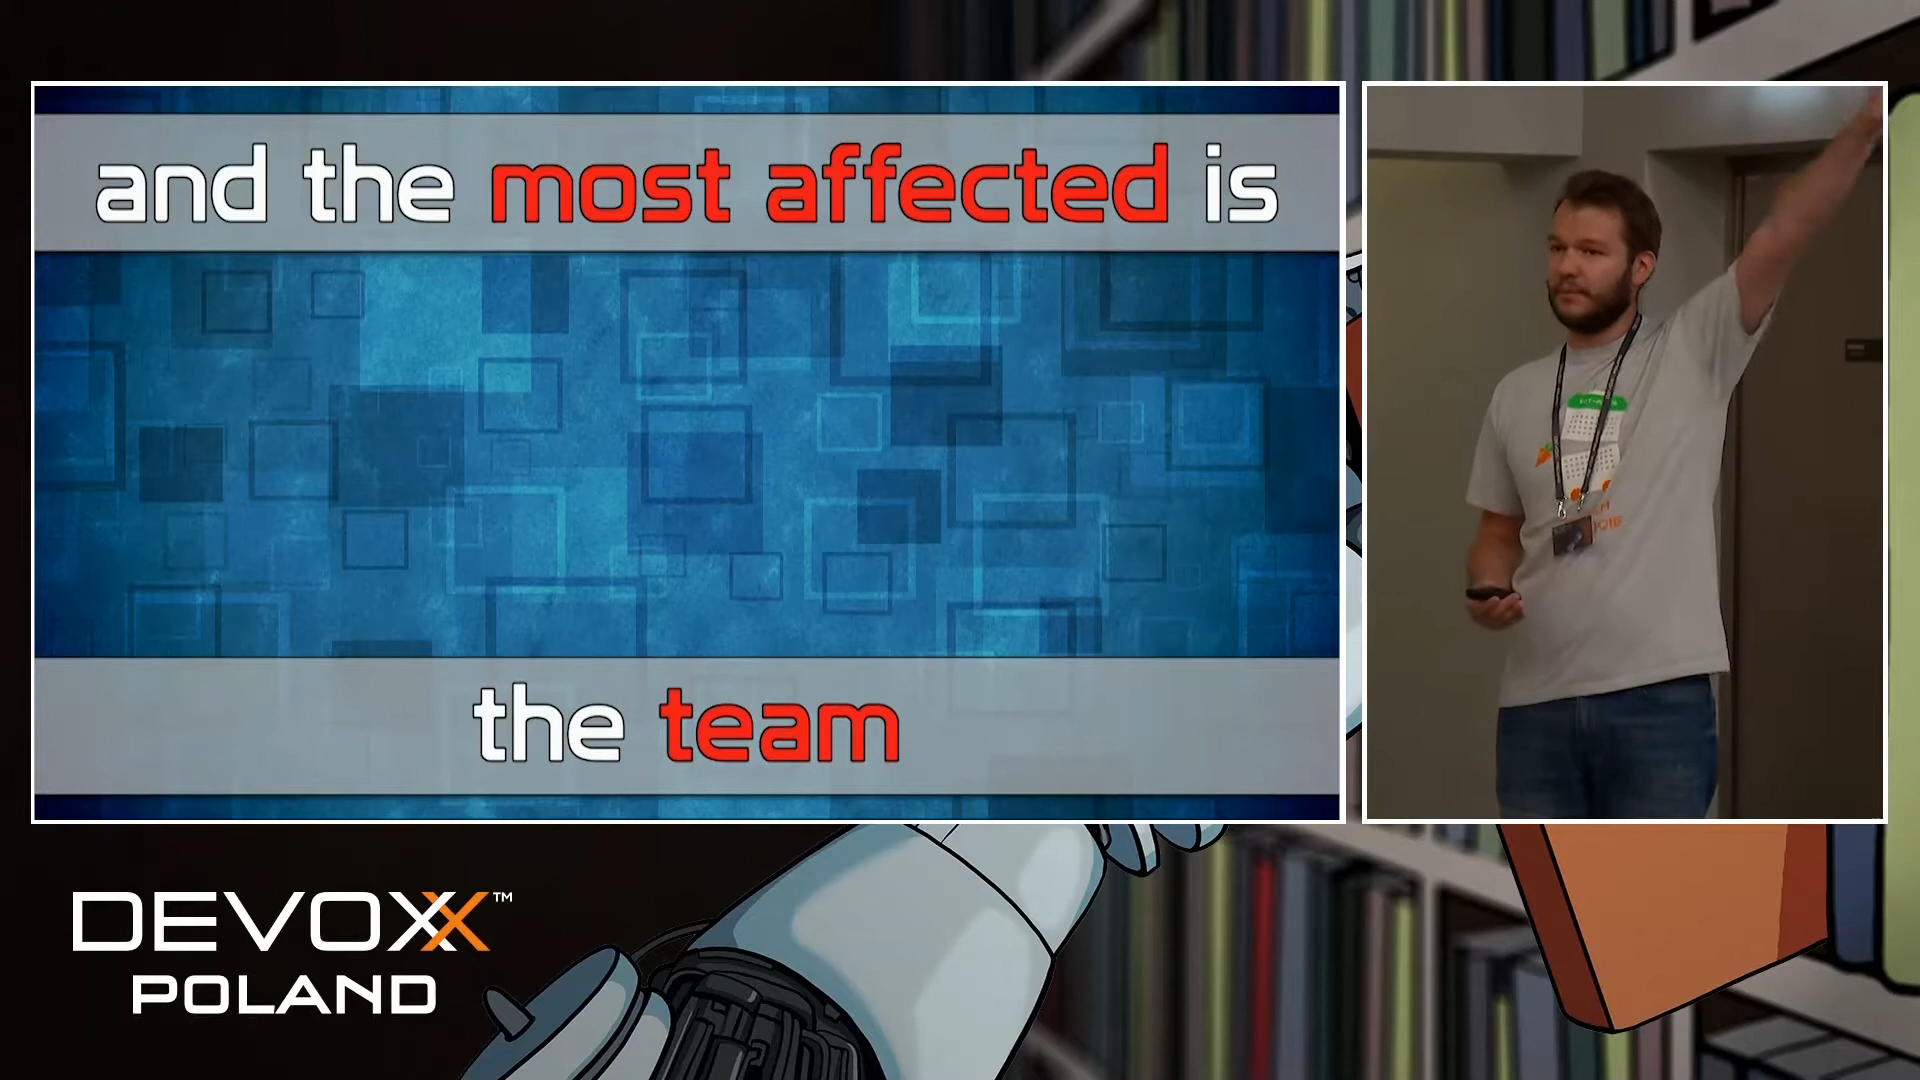 and the most affected is
the team
DEVOXX™
POLAND